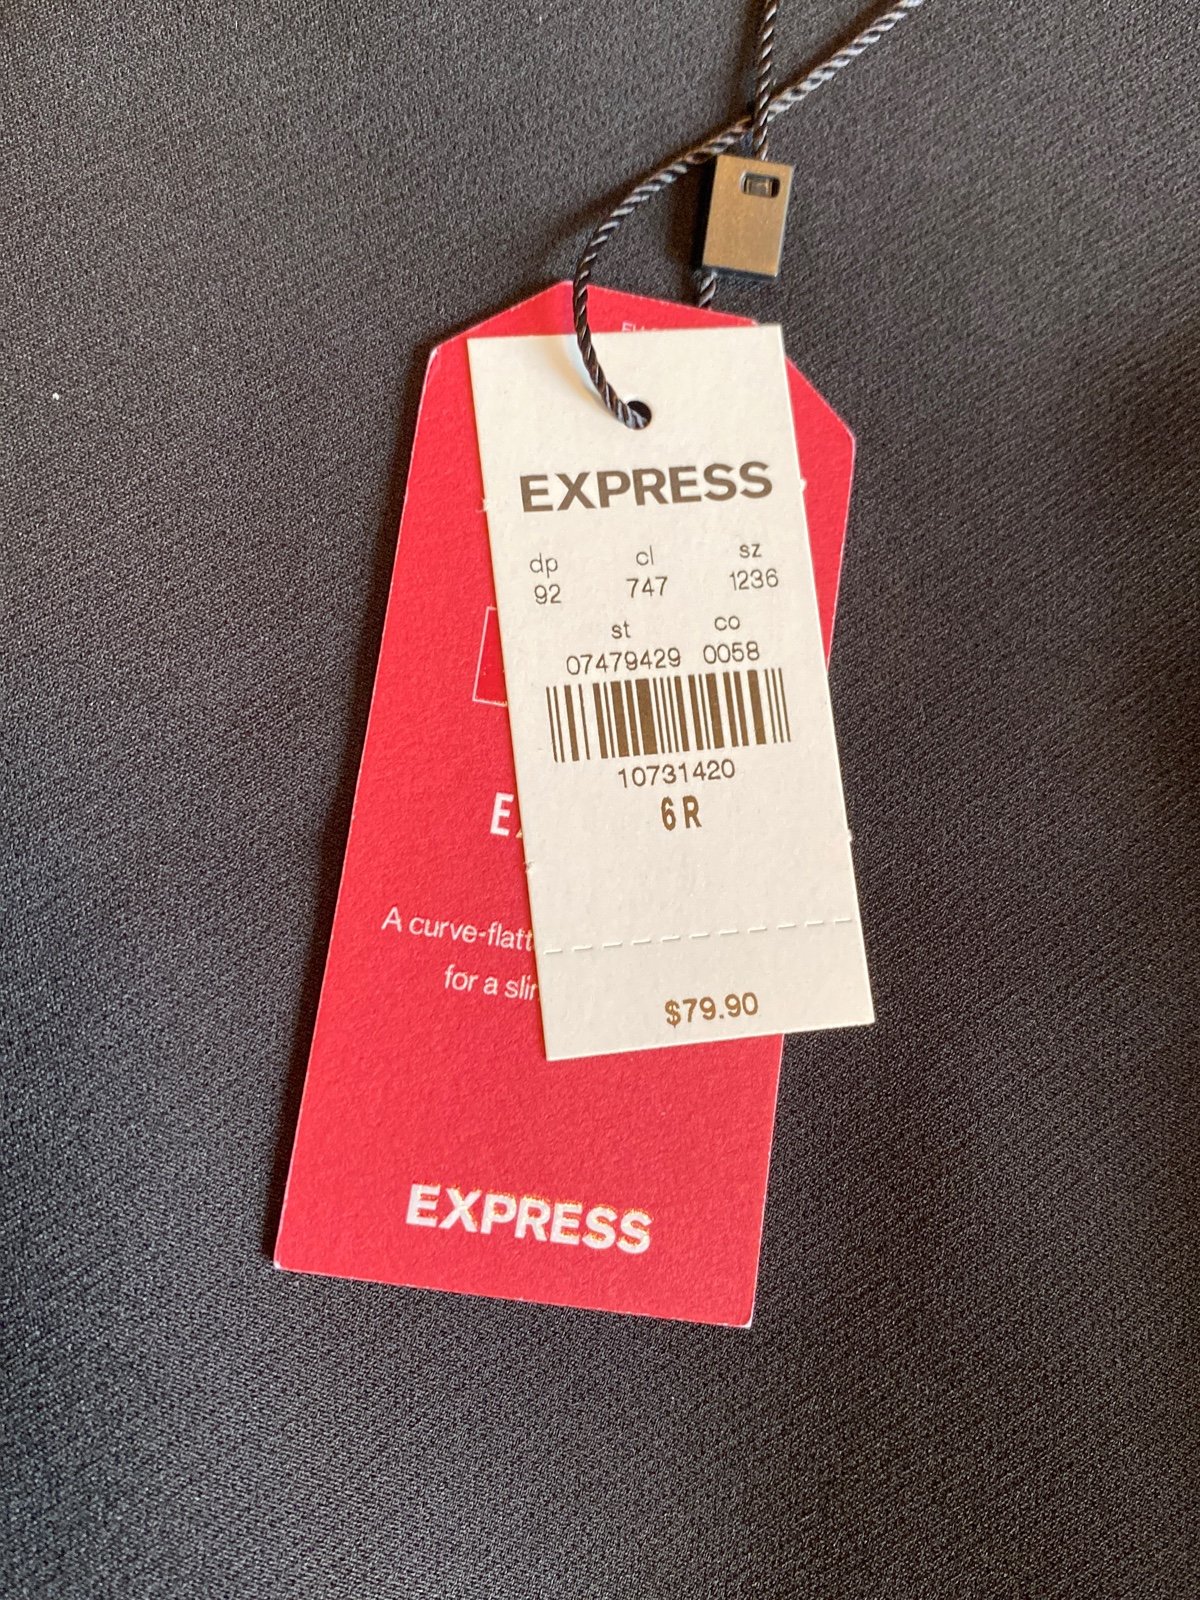 EXPRESS
dp cl sz
92 747 1236
st co
07479429 0058
10731420
6 R
$79.90
A curve-flatt
for a slir
EXPRESS